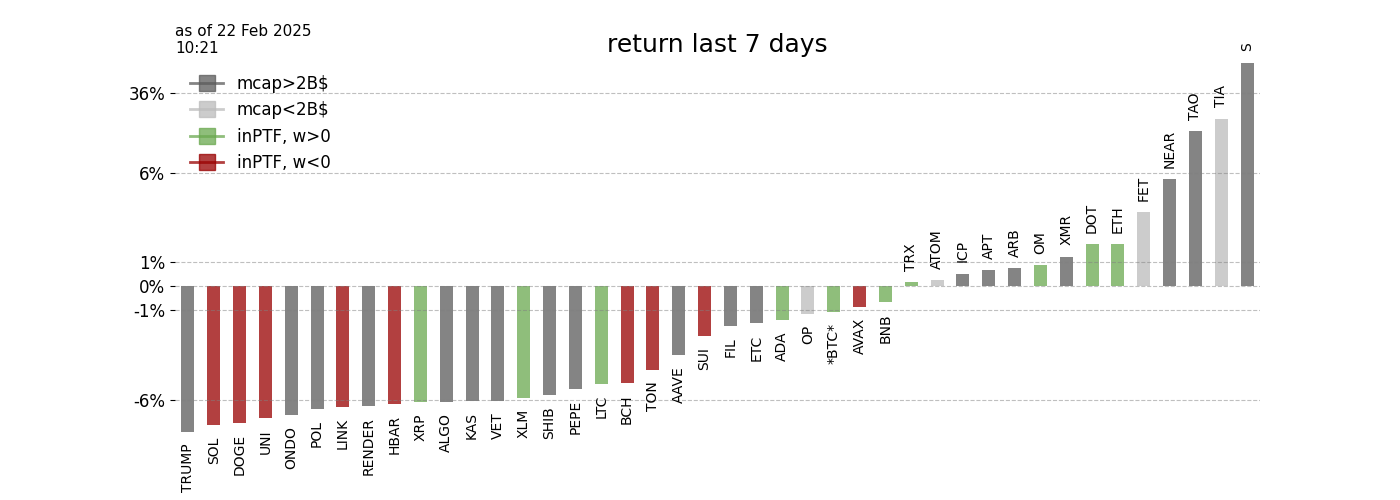 as of 22 Feb 2025
10:21
return last 7 days
mcap>2B$
mcap<2B$
inPTF, w>0
inPTF, w<0
36%
6%
1%
0%
-1%
-6%
TRUMP
SOL
DOGE
UNI
ONDO
POL
LINK
RENDER
HBAR
XRP
ALGO
KAS
VET
XLM
SHIB
PEPE
LTC
BCH
TON
AAVE
SUI
FIL
ETC
ADA
OP
*BTC*
AVAX
BNB
TRX
ATOM
ICP
APT
ARB
OM
XMR
DOT
ETH
FET
NEAR
TAO
TIA
S